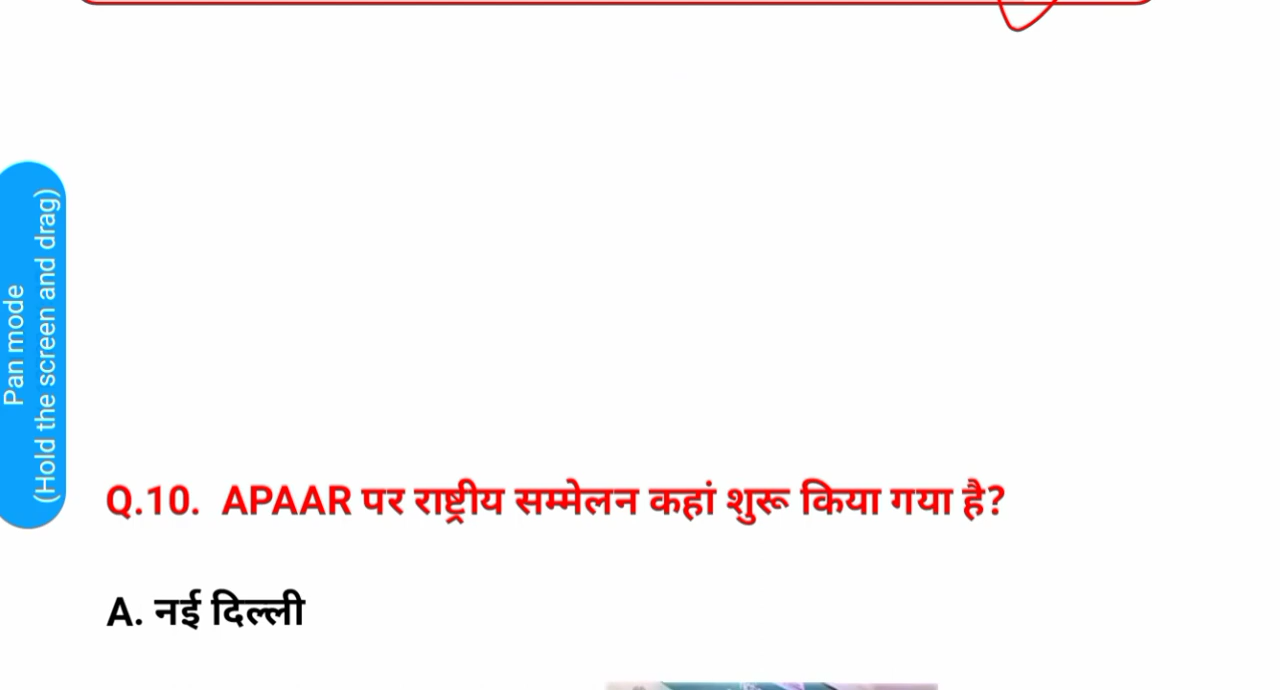 Pan mode
(Hold the screen and drag)
Q.10. APAAR पर राष्ट्रीय सम्मेलन कहां शुरू किया गया है?
A. नई दिल्ली